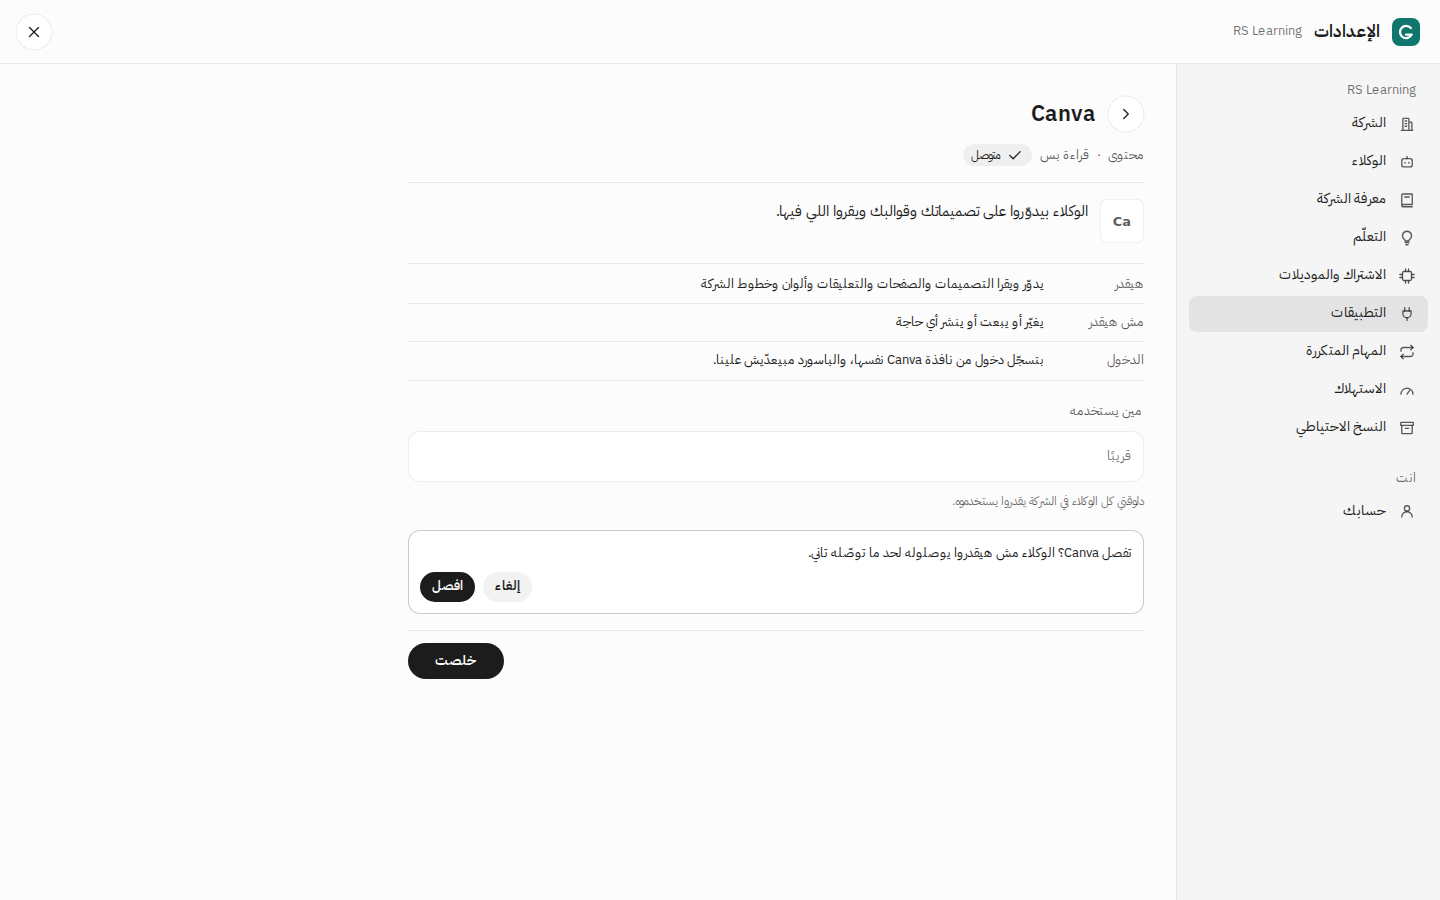 الإعدادات RS Learning
RS Learning
الشركة
الوكلاء
معرفة الشركة
التعلّم
الاشتراك والموديلات
التطبيقات
المهام المتكررة
الاستهلاك
النسخ الاحتياطي
انت
حسابك
Canva
محتوى · قراءة بس متوصل
Ca
الوكلاء بيدوّروا على تصميماتك وقوالبك ويقروا اللي فيها.
هيقدر يدوّر ويقرا التصميمات والصفحات والتعليقات وألوان وخطوط الشركة
مش هيقدر يغيّر أو يبعت أو ينشر أي حاجة
الدخول بتسجّل دخول من نافذة Canva نفسها، والباسورد مبيعدّيش علينا.
مين يستخدمه
قريبًا
دلوقتي كل الوكلاء في الشركة يقدروا يستخدموه.
تفصل Canva؟ الوكلاء مش هيقدروا يوصلوله لحد ما توصّله تاني.
إلغاء افصل
خلصت